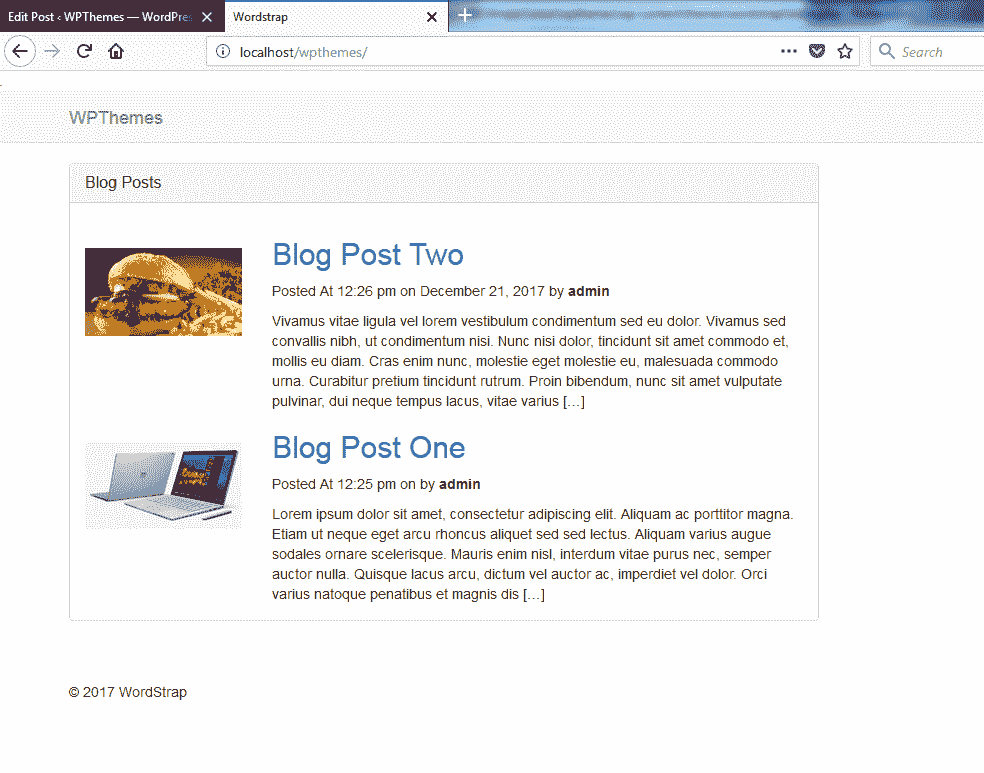 Edit Post ‹ WPThemes — WordPres
Wordstrap
localhost/wpthemes/
Search
WPThemes
Blog Posts
Blog Post Two
Posted At 12:26 pm on December 21, 2017 by admin
Vivamus vitae ligula vel lorem vestibulum condimentum sed eu dolor. Vivamus sed
convallis nibh, ut condimentum nisi. Nunc nisi dolor, tincidunt sit amet commodo et,
mollis eu diam. Cras enim nunc, molestie eget molestie eu, malesuada commodo
urna. Curabitur pretium tincidunt rutrum. Proin bibendum, nunc sit amet vulputate
pulvinar, dui neque tempus lacus, vitae varius […]
Blog Post One
Posted At 12:25 pm on by admin
Lorem ipsum dolor sit amet, consectetur adipiscing elit. Aliquam ac porttitor magna.
Etiam ut neque eget arcu rhoncus aliquet sed sed lectus. Aliquam varius augue
sodales ornare scelerisque. Mauris enim nisl, interdum vitae purus nec, semper
auctor nulla. Quisque lacus arcu, dictum vel auctor ac, imperdiet vel dolor. Orci
varius natoque penatibus et magnis dis […]
© 2017 WordStrap